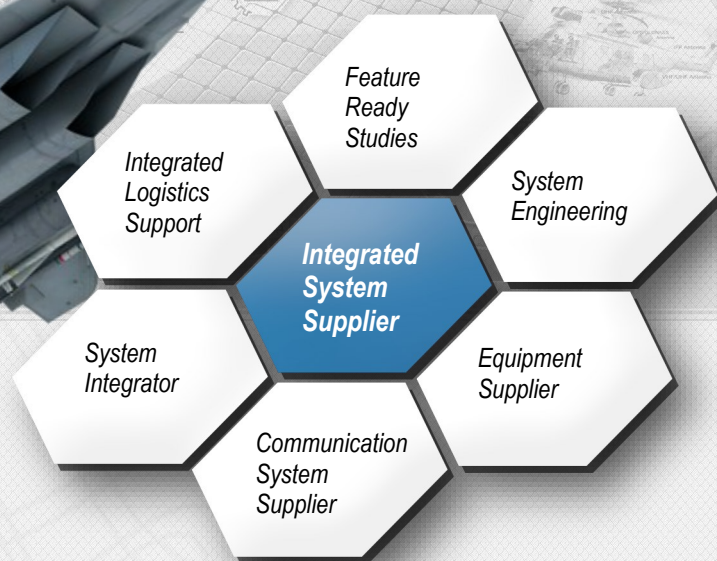 Feature
Ready
Studies
Integrated
Logistics
Support
System
Engineering
Integrated
System
Supplier
System
Integrator
Equipment
Supplier
Communication
System
Supplier